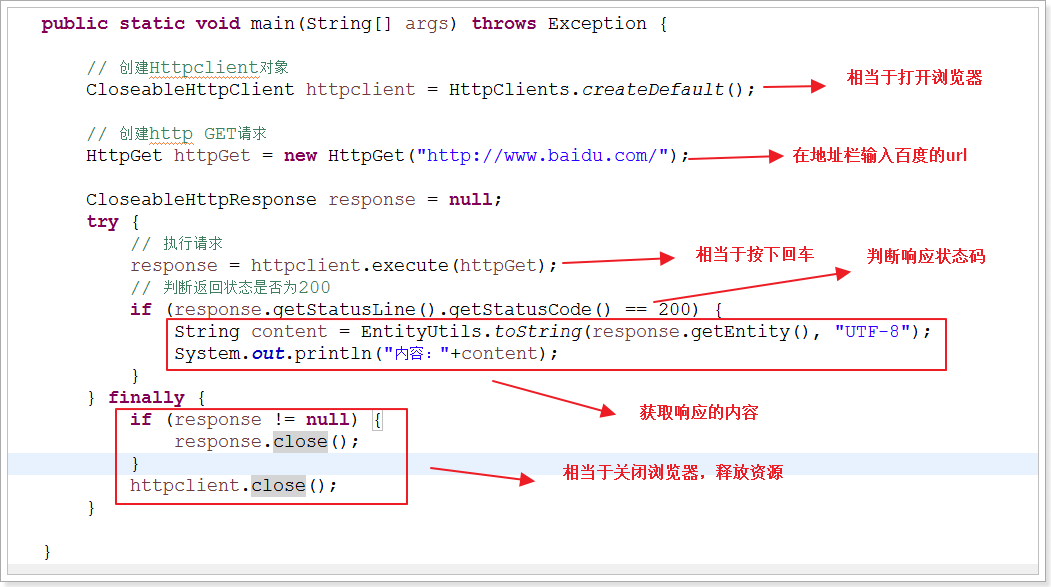 public static void main(String[] args) throws Exception {
// 创建Httpclient对象
CloseableHttpClient httpclient = HttpClients.createDefault();
相当于打开浏览器
// 创建http GET请求
HttpGet httpGet = new HttpGet("http://www.baidu.com/");
在地址栏输入百度的url
CloseableHttpResponse response = null;
try {
// 执行请求
response = httpclient.execute(httpGet);
相当于按下回车
判断响应状态码
// 判断返回状态是否为200
if (response.getStatusLine().getStatusCode() == 200) {
String content = EntityUtils.toString(response.getEntity(), "UTF-8");
System.out.println("内容："+content);
}
获取响应的内容
} finally {
if (response != null) {
response.close();
}
httpclient.close();
相当于关闭浏览器，释放资源
}
}